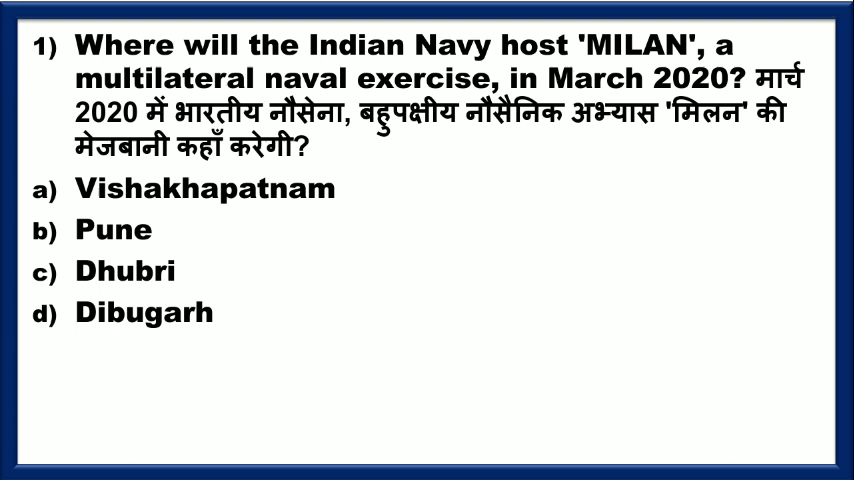 1) Where will the Indian Navy host 'MILAN', a
multilateral naval exercise, in March 2020? मार्च
2020 में भारतीय नौसेना, बहुपक्षीय नौसैनिक अभ्यास 'मिलन' की
मेजबानी कहाँ करेगी?
a) Vishakhapatnam
b) Pune
c) Dhubri
d) Dibugarh